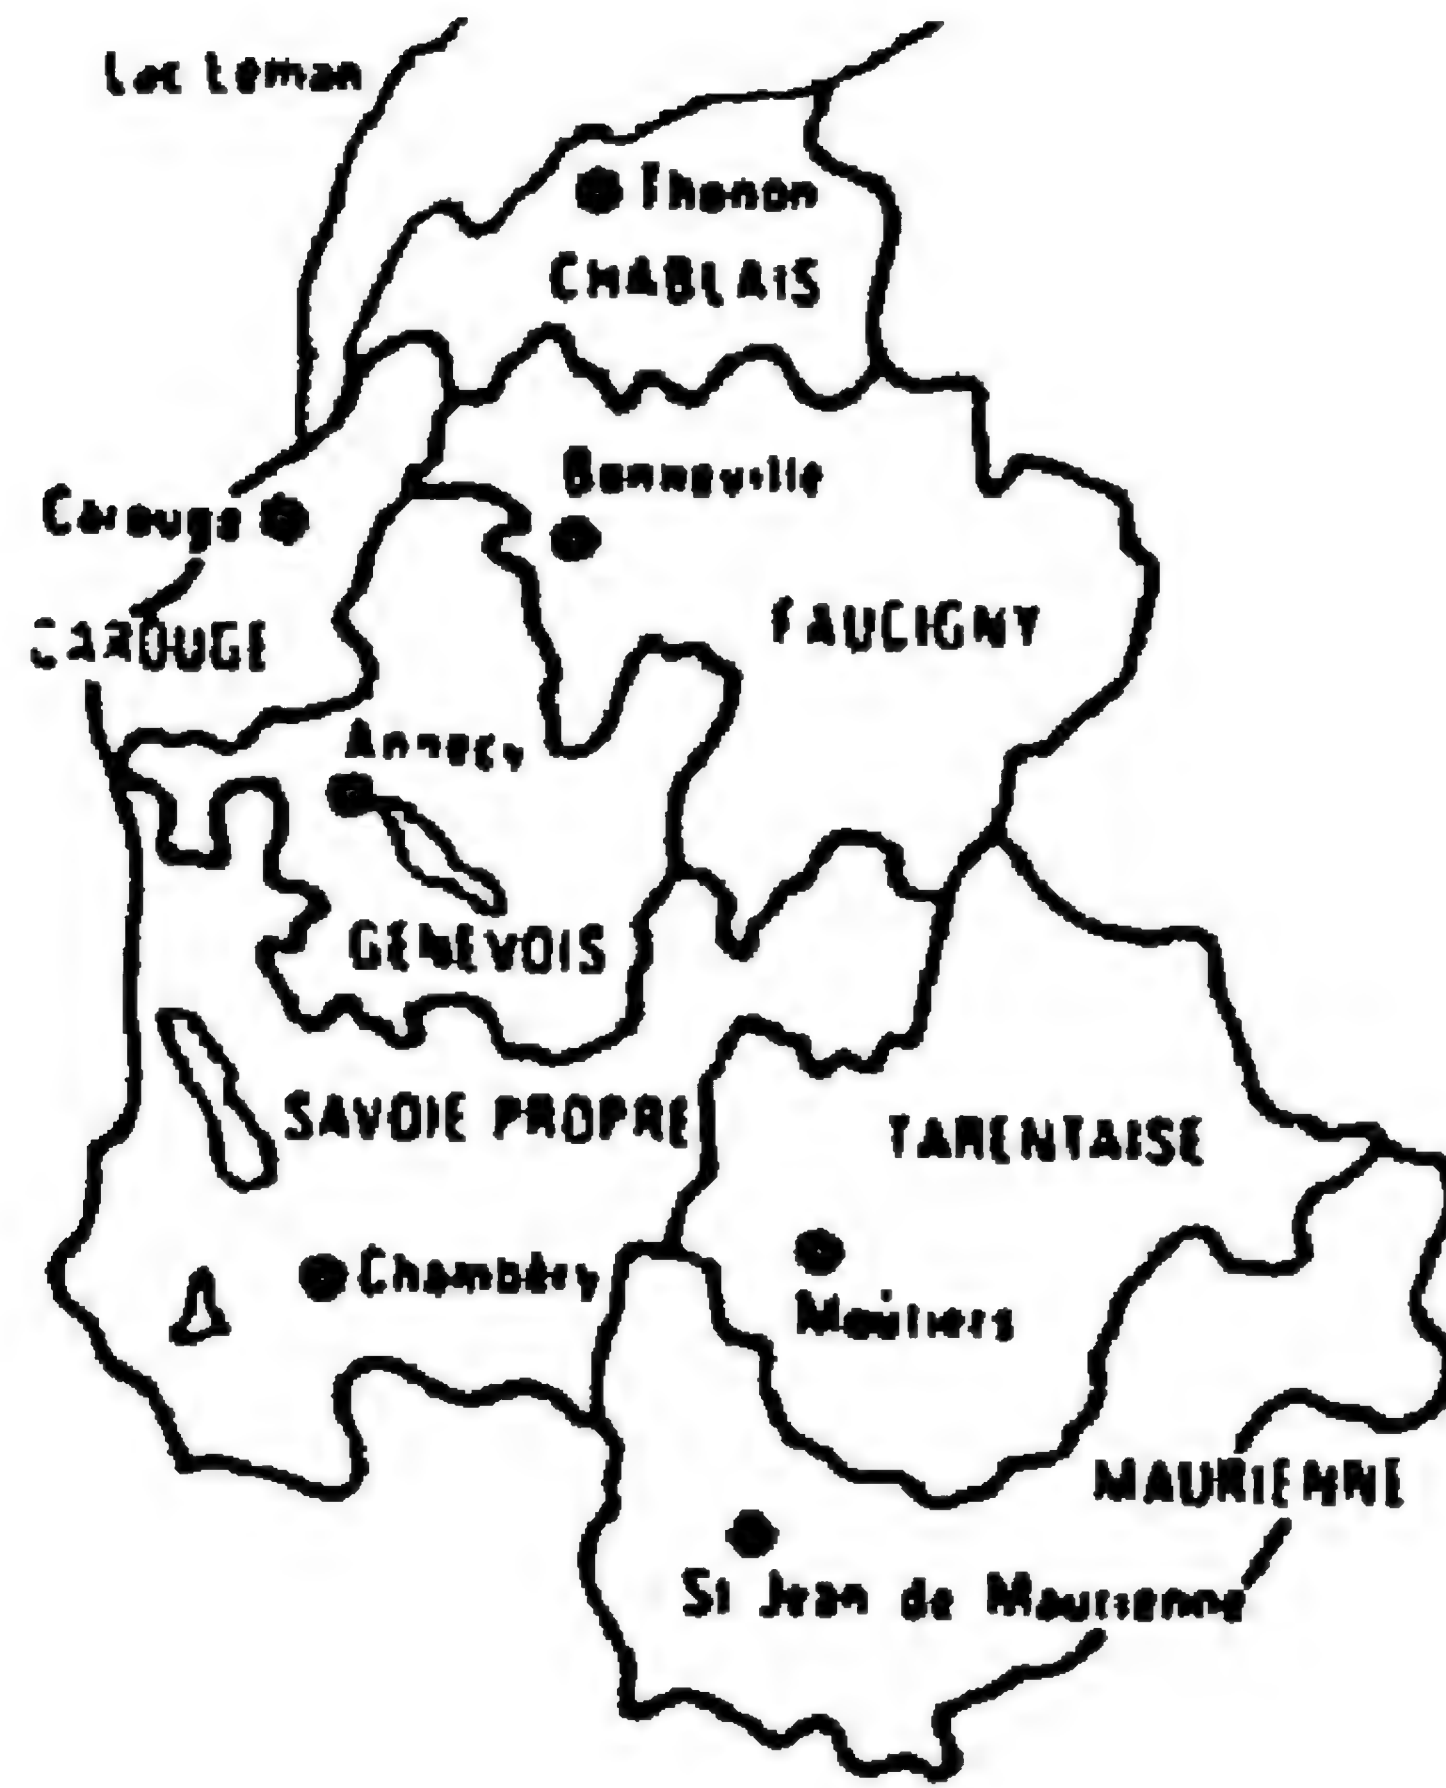 Lac Leman
Thonon
CHABLAIS
Bonneville
Carouge
FAUCIGNY
CAROUGE
Annecy
GENEVOIS
SAVOIE PROPRE
TARENTAISE
Chambéry
Moûtiers
MAURIENNE
St Jean de Maurienne